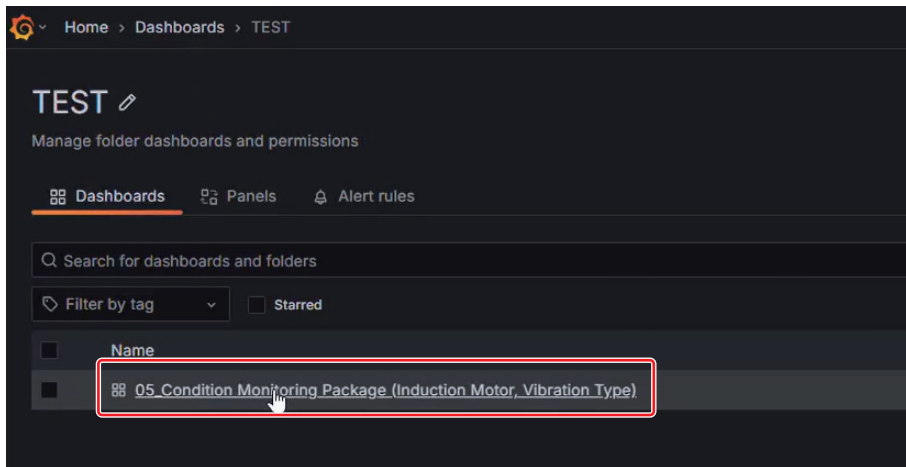 Home > Dashboards > TEST
TEST
Manage folder dashboards and permissions
Dashboards Panels Alert rules
Search for dashboards and folders
Filter by tag Starred
Name
05_Condition Monitoring Package (Induction Motor, Vibration Type)